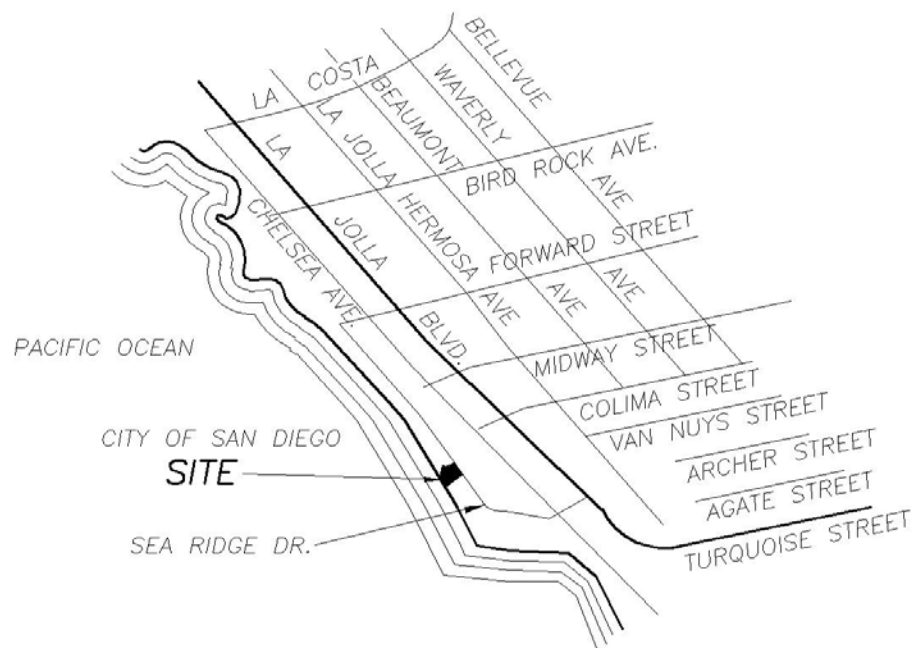 LA COSTA
BELLEVUE AVE
WAVERLY AVE
BEAUMONT AVE
LA JOLLA HERMOSA AVE
LA JOLLA BLVD.
BIRD ROCK AVE.
CHELSEA AVE.
FORWARD STREET
PACIFIC OCEAN
MIDWAY STREET
COLIMA STREET
VAN NUYS STREET
CITY OF SAN DIEGO
SITE
ARCHER STREET
AGATE STREET
SEA RIDGE DR.
TURQUOISE STREET